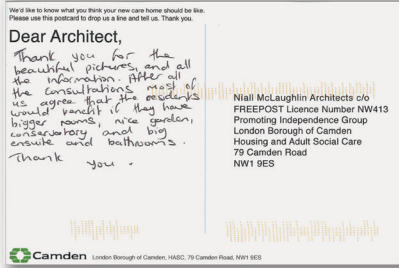 We'd like to know what you think your new care home should be like.
Please use this postcard to drop us a line and tell us. Thank you.
Dear Architect,
Thank you for the
beautiful pictures, and all
the information. After all
the consultations most of
us agree that the residents
would benefit if they have
bigger rooms, nice garden,
conservatory and big
ensuite and bathrooms.
Thank you.
Niall McLaughlin Architects c/o
FREEPOST Licence Number NW413
Promoting Independence Group
London Borough of Camden
Housing and Adult Social Care
79 Camden Road
NW1 9ES
Camden London Borough of Camden, HASC, 79 Camden Road, NW1 9ES